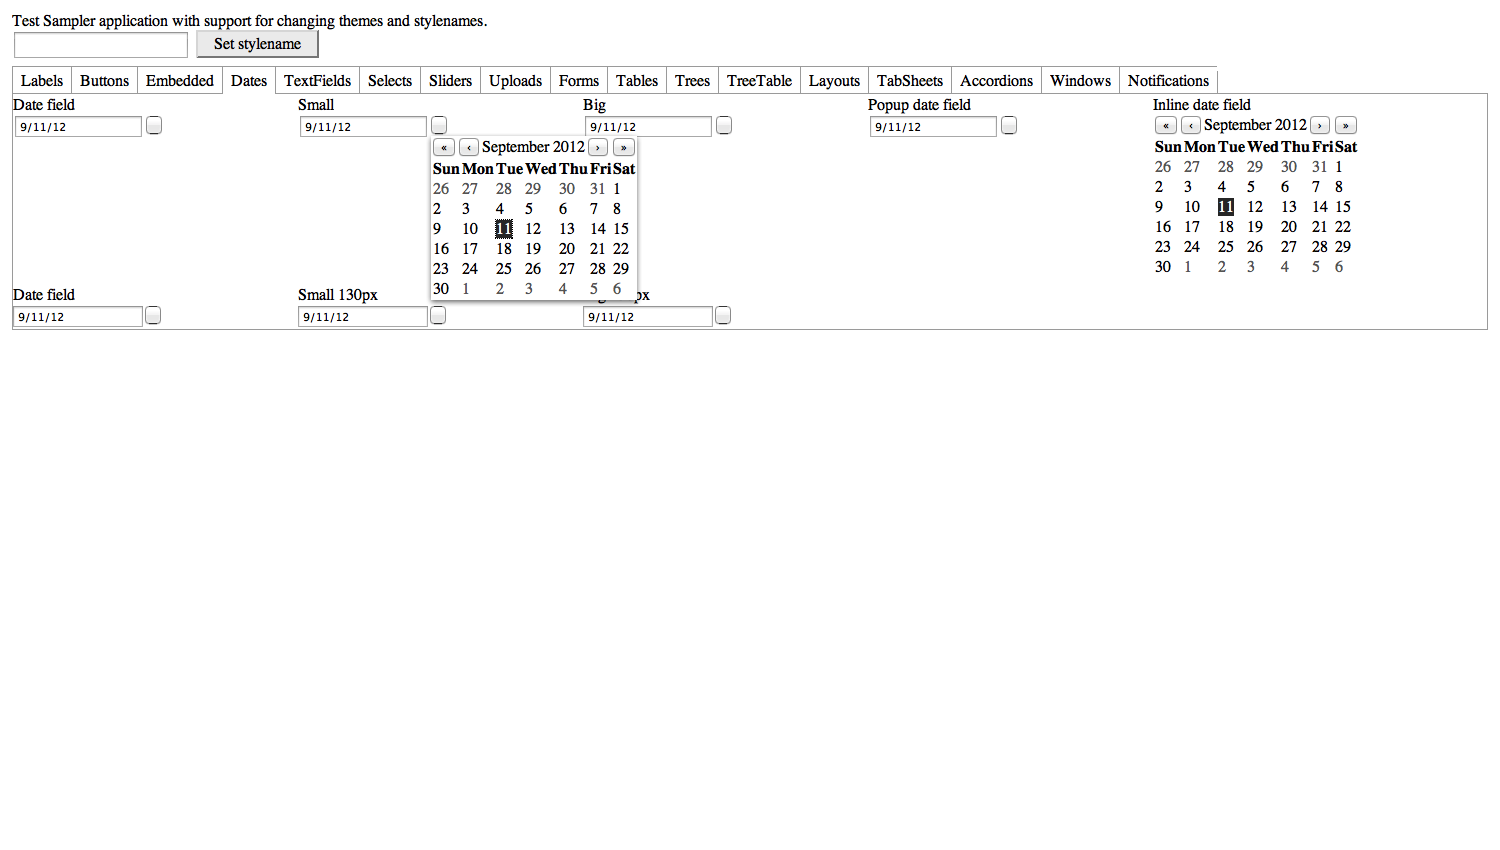 Test Sampler application with support for changing themes and stylenames.
Set stylename
Labels Buttons Embedded Dates TextFields Selects Sliders Uploads Forms Tables Trees TreeTable Layouts TabSheets Accordions Windows Notifications
Date field Small Big Popup date field Inline date field
9/11/12 9/11/12 9/11/12 9/11/12 « ‹ September 2012 › »
Sun Mon Tue Wed Thu Fri Sat
26 27 28 29 30 31 1
2 3 4 5 6 7 8
9 10 11 12 13 14 15
16 17 18 19 20 21 22
23 24 25 26 27 28 29
30 1 2 3 4 5 6
« ‹ September 2012 › »
Sun Mon Tue Wed Thu Fri Sat
26 27 28 29 30 31 1
2 3 4 5 6 7 8
9 10 11 12 13 14 15
16 17 18 19 20 21 22
23 24 25 26 27 28 29
30 1 2 3 4 5 6
Date field Small 130px px
9/11/12 9/11/12 9/11/12